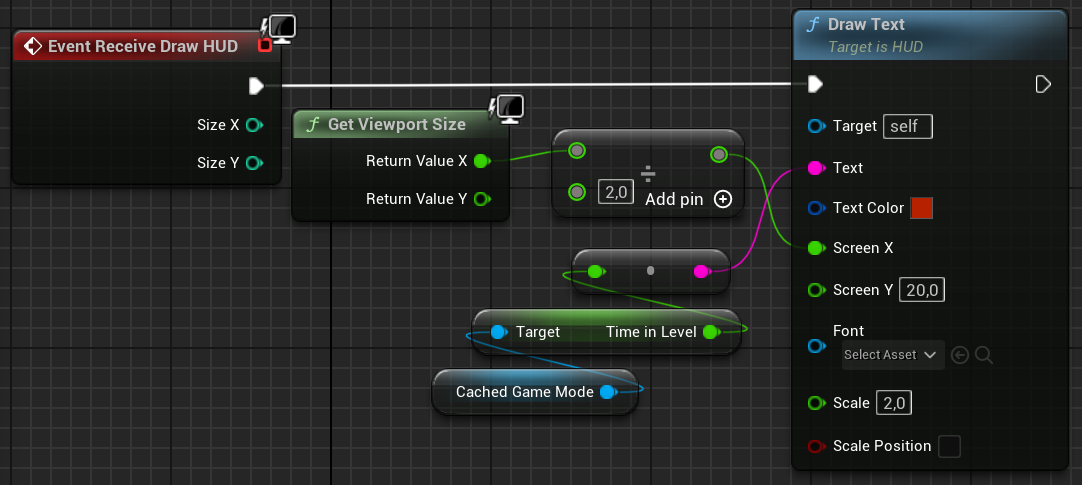 Event Receive Draw HUD
Size X
Size Y
f Get Viewport Size
Return Value X
Return Value Y
÷
2,0
Add pin
Target Time in Level
Cached Game Mode
f Draw Text
Target is HUD
Target self
Text
Text Color
Screen X
Screen Y 20,0
Font
Select Asset
Scale 2,0
Scale Position